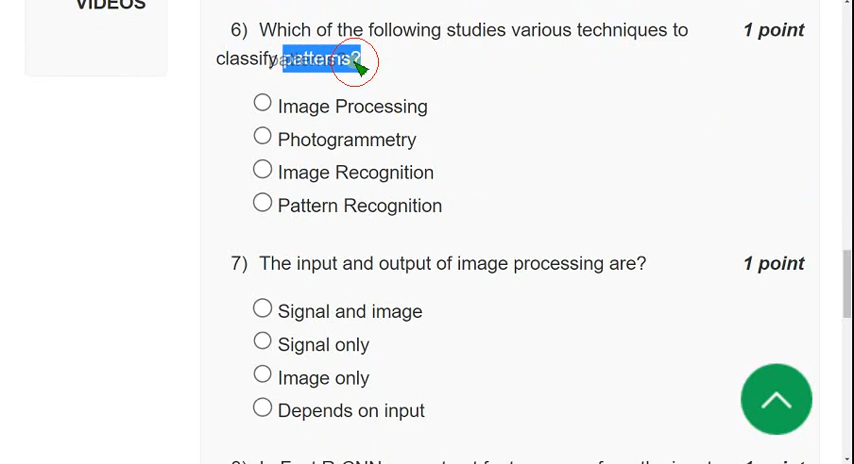 VIDEOS
6) Which of the following studies various techniques to 1 point
classify patterns?
Image Processing
Photogrammetry
Image Recognition
Pattern Recognition
7) The input and output of image processing are? 1 point
Signal and image
Signal only
Image only
Depends on input